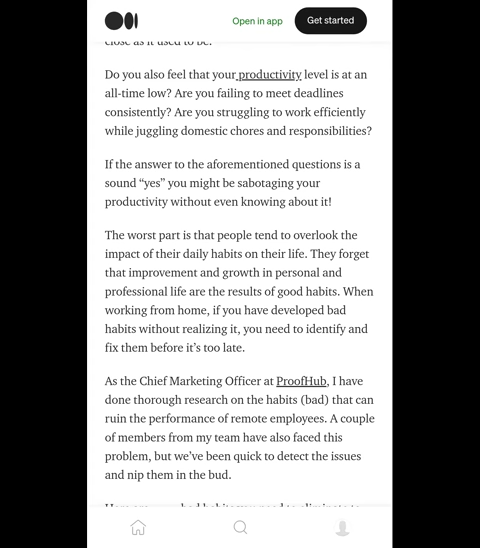 Open in app
Get started
close as it used to be.
Do you also feel that your productivity level is at an
all-time low? Are you failing to meet deadlines
consistently? Are you struggling to work efficiently
while juggling domestic chores and responsibilities?
If the answer to the aforementioned questions is a
sound “yes” you might be sabotaging your
productivity without even knowing about it!
The worst part is that people tend to overlook the
impact of their daily habits on their life. They forget
that improvement and growth in personal and
professional life are the results of good habits. When
working from home, if you have developed bad
habits without realizing it, you need to identify and
fix them before it’s too late.
As the Chief Marketing Officer at ProofHub, I have
done thorough research on the habits (bad) that can
ruin the performance of remote employees. A couple
of members from my team have also faced this
problem, but we’ve been quick to detect the issues
and nip them in the bud.